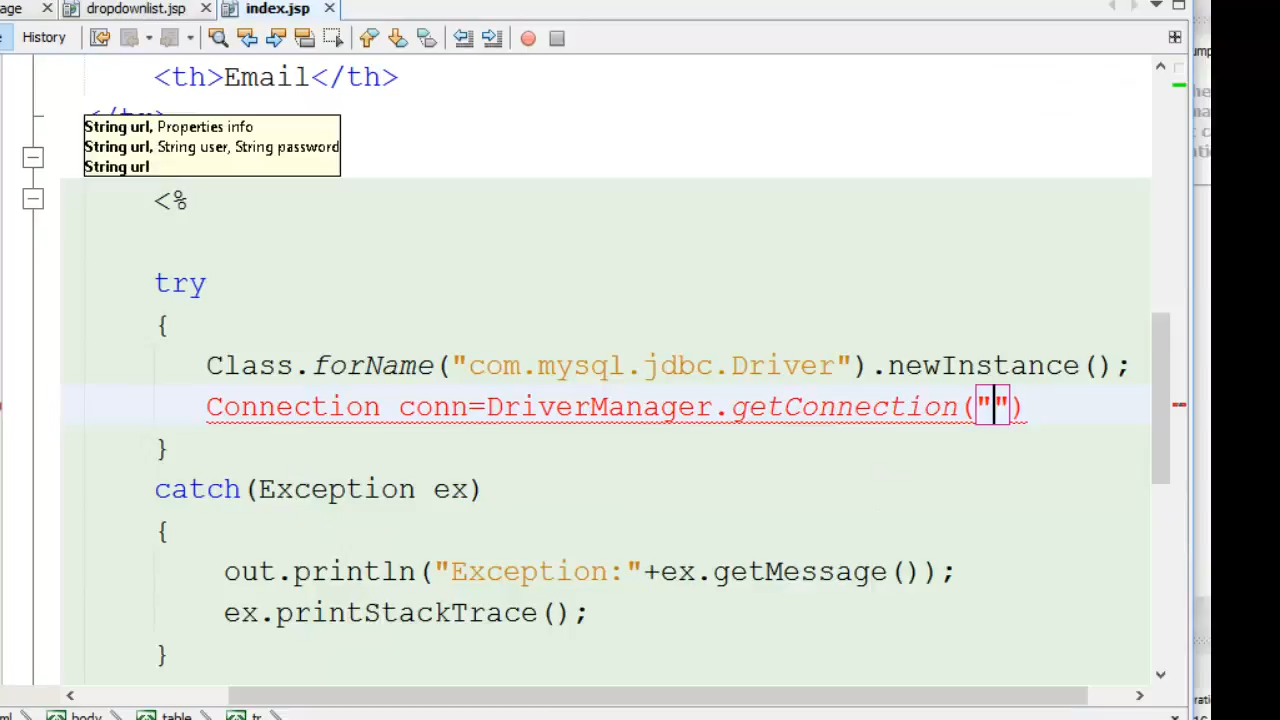 age dropdownlist.jsp index.jsp
History
<th>Email</th>
String url, Properties info
String url, String user, String password
String url
<%
try
{
Class.forName("com.mysql.jdbc.Driver").newInstance();
Connection conn=DriverManager.getConnection("")
}
catch(Exception ex)
{
out.println("Exception:"+ex.getMessage());
ex.printStackTrace();
}
body table tr